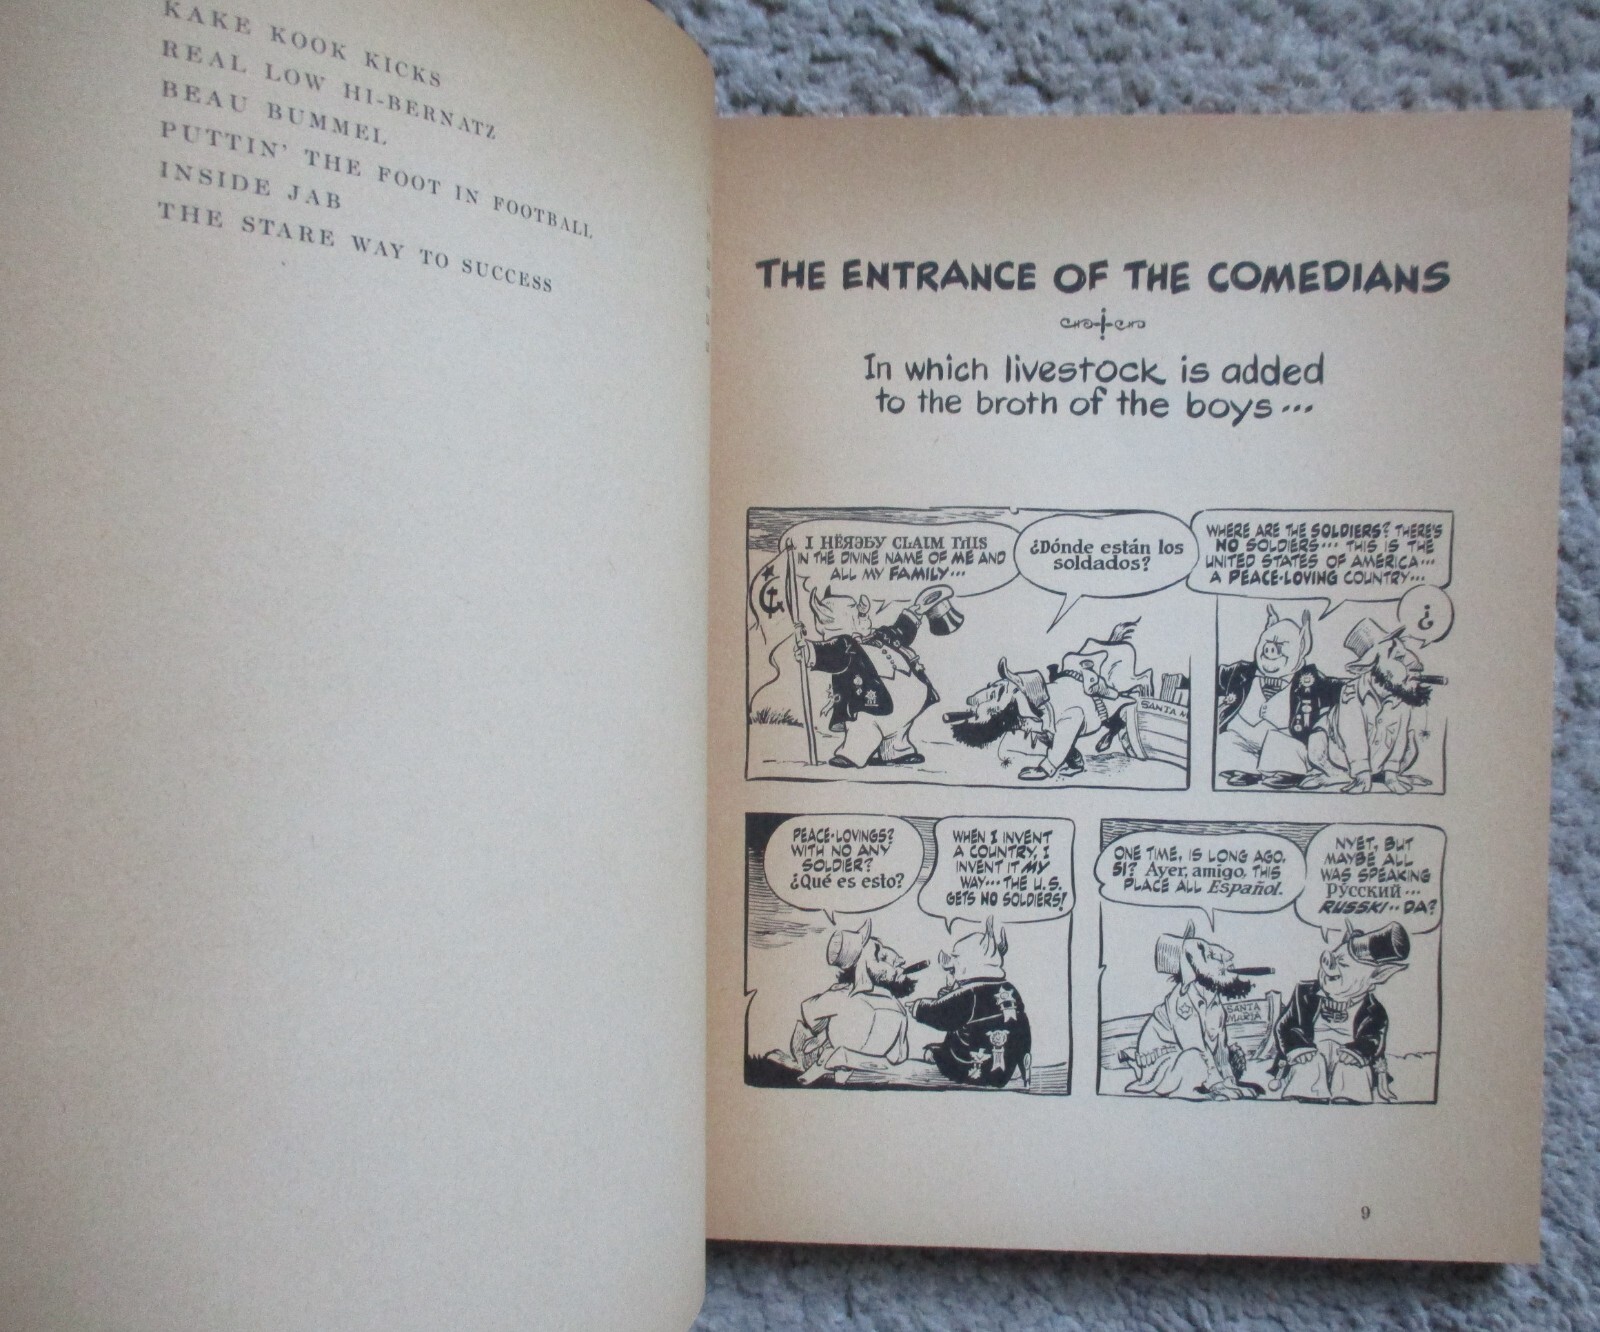 KAKE KOOK KICKS
REAL LOW HI-BERNATZ
BEAU BUMMEL
PUTTIN' THE FOOT IN FOOTBALL
INSIDE JAB
THE STARE WAY TO SUCCESS
THE ENTRANCE OF THE COMEDIANS
In which livestock is added
to the broth of the boys...
I HËЯЭБУ CLAIM THIS
IN THE DIVINE NAME OF ME AND
ALL MY FAMILY...
¿Dónde están los
soldados?
SANTA M
WHERE ARE THE SOLDIERS? THERE'S
NO SOLDIERS... THIS IS THE
UNITED STATES OF AMERICA...
A PEACE-LOVING COUNTRY...
¿
PEACE-LOVINGS?
WITH NO ANY
SOLDIER?
¿Qué es esto?
WHEN I INVENT
A COUNTRY, I
INVENT IT MY
WAY... THE U.S.
GETS NO SOLDIERS!
ONE TIME, IS LONG AGO,
SI? Ayer, amigo, THIS
PLACE ALL Español.
NYET, BUT
MAYBE ALL
WAS SPEAKING
РУССКИЙ...
RUSSKI.. DA?
SANTA
MARIA
9